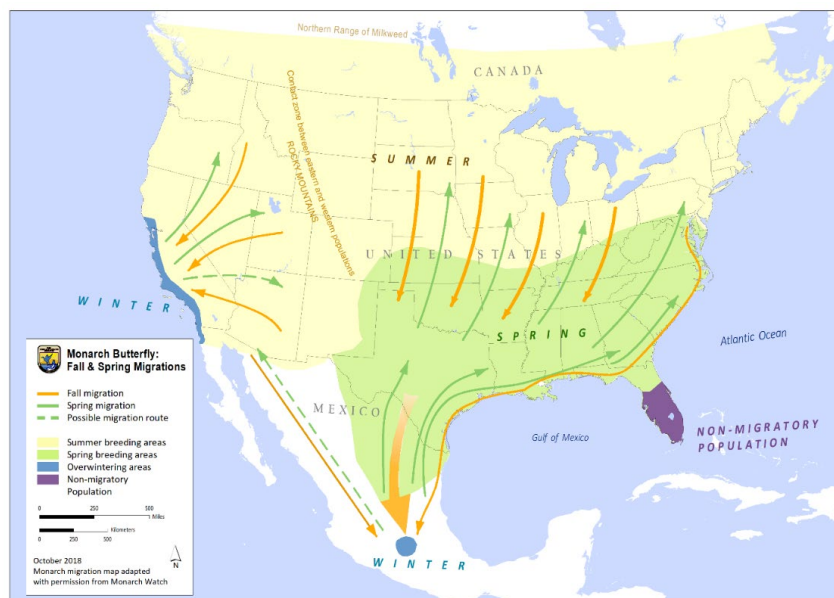 Northern Range of Milkweed
CANADA
Contact zone between eastern and western populations
ROCKY MOUNTAINS
SUMMER
UNITED STATES
WINTER
SPRING
Atlantic Ocean
MEXICO
Gulf of Mexico
NON-MIGRATORY
POPULATION
WINTER
Monarch Butterfly:
Fall & Spring Migrations
Fall migration
Spring migration
Possible migration route
Summer breeding areas
Spring breeding areas
Overwintering areas
Non-migratory
Population
0 250 500
Miles
0 250 500
Kilometers
N
October 2018
Monarch migration map adapted
with permission from Monarch Watch